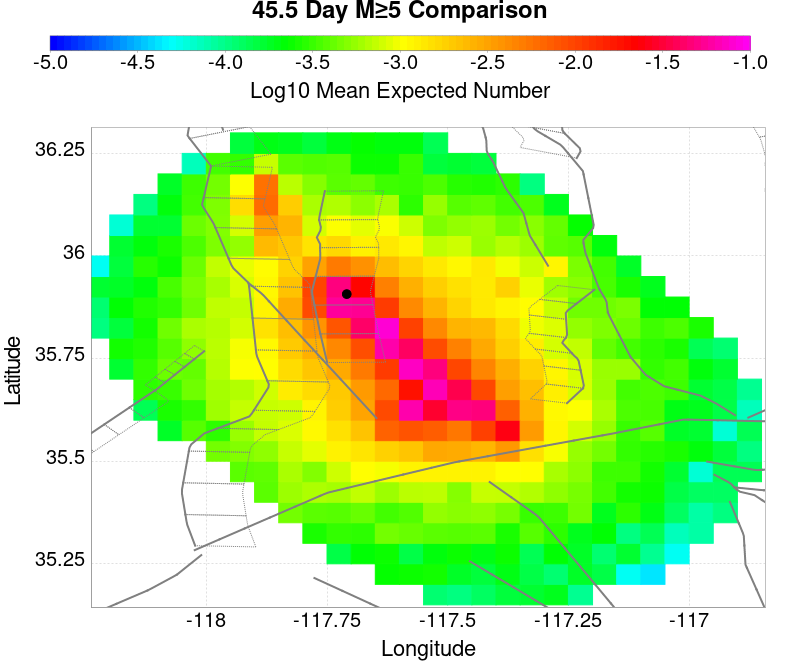 45.5 Day M≥5 Comparison
-5.0 -4.5 -4.0 -3.5 -3.0 -2.5 -2.0 -1.5 -1.0
Log10 Mean Expected Number
36.25
36
35.75
35.5
35.25
Latitude
-118 -117.75 -117.5 -117.25 -117
Longitude